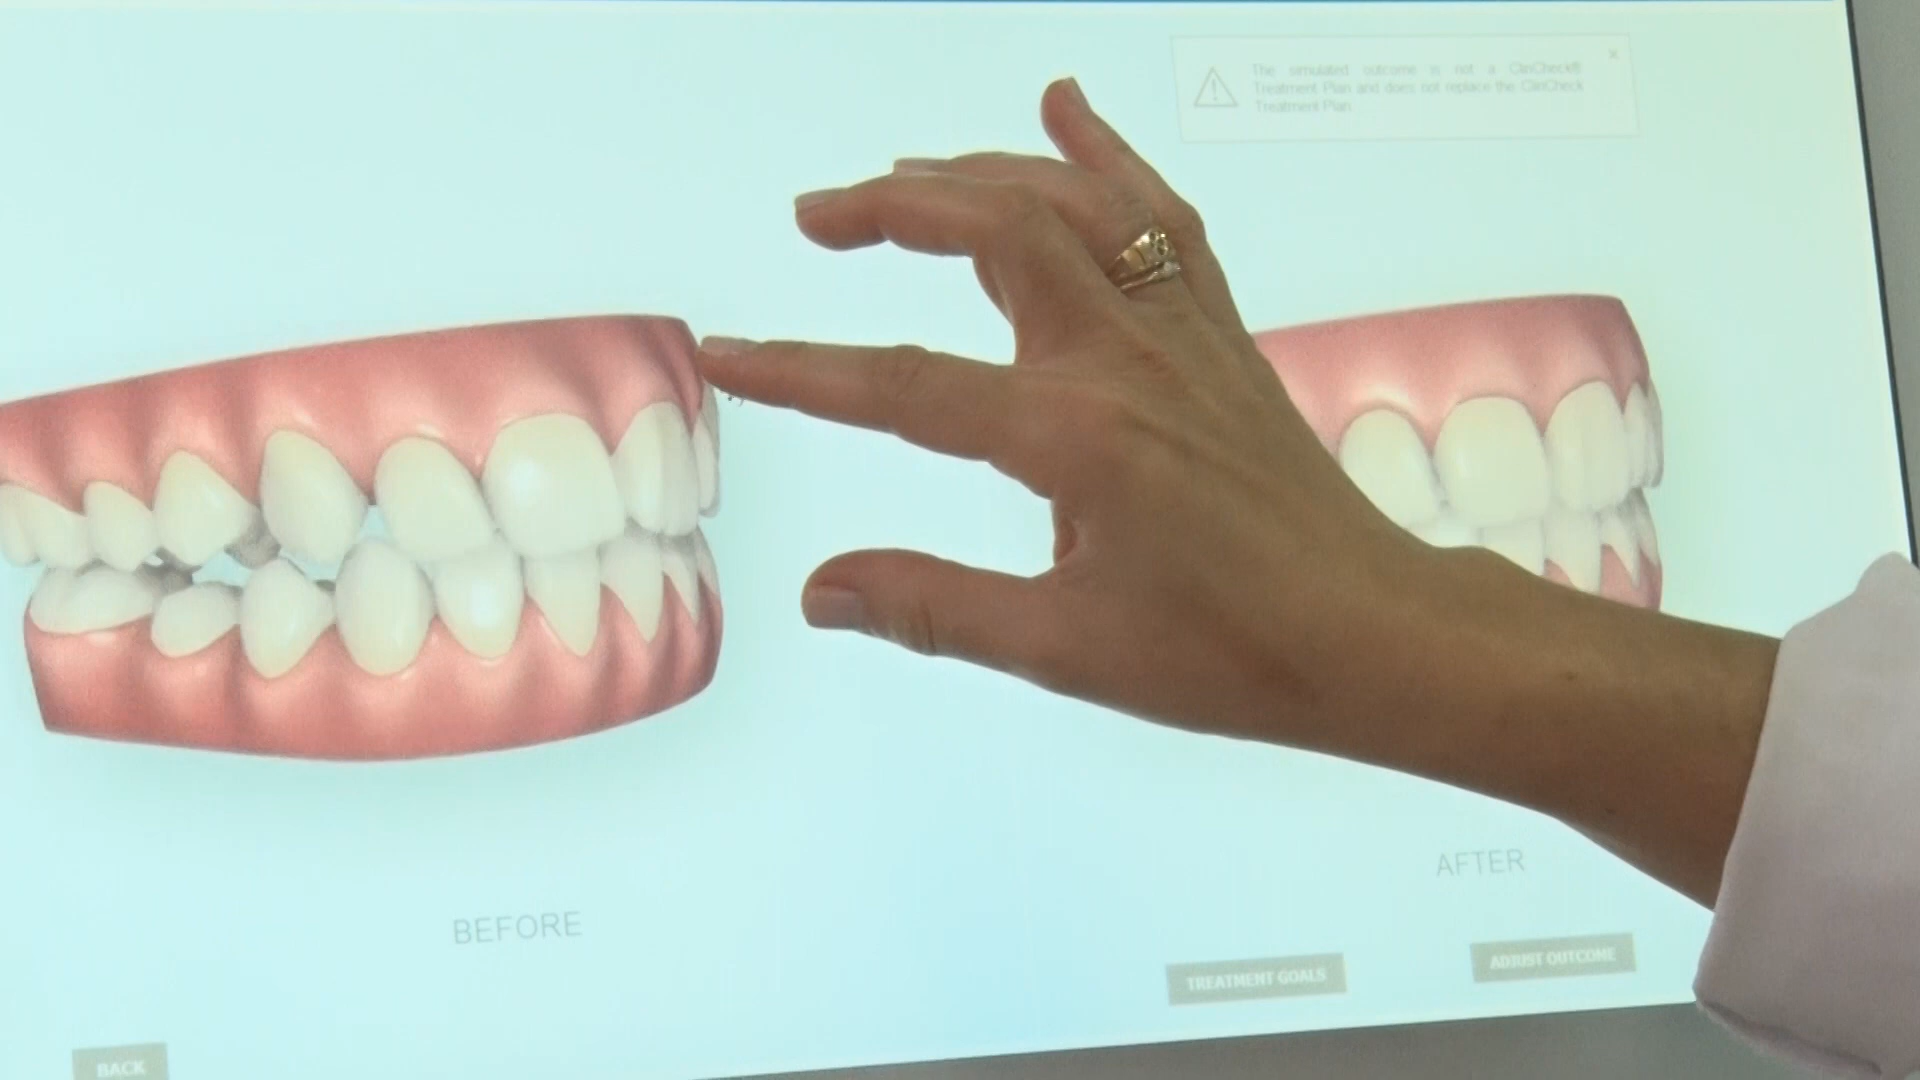 The simulated outcome is not a ClinCheck®
Treatment Plan and does not replace the ClinCheck
Treatment Plan.
AFTER
BEFORE
ADJUST OUTCOME
TREATMENT GOALS
BACK